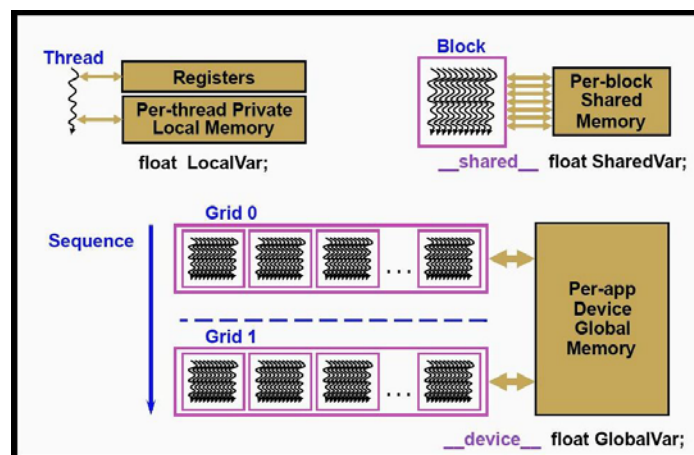 Thread
Registers
Per-thread Private
Local Memory
float LocalVar;
Block
Per-block
Shared
Memory
__shared__ float SharedVar;
Sequence
Grid 0
...
Grid 1
...
Per-app
Device
Global
Memory
__device__ float GlobalVar;